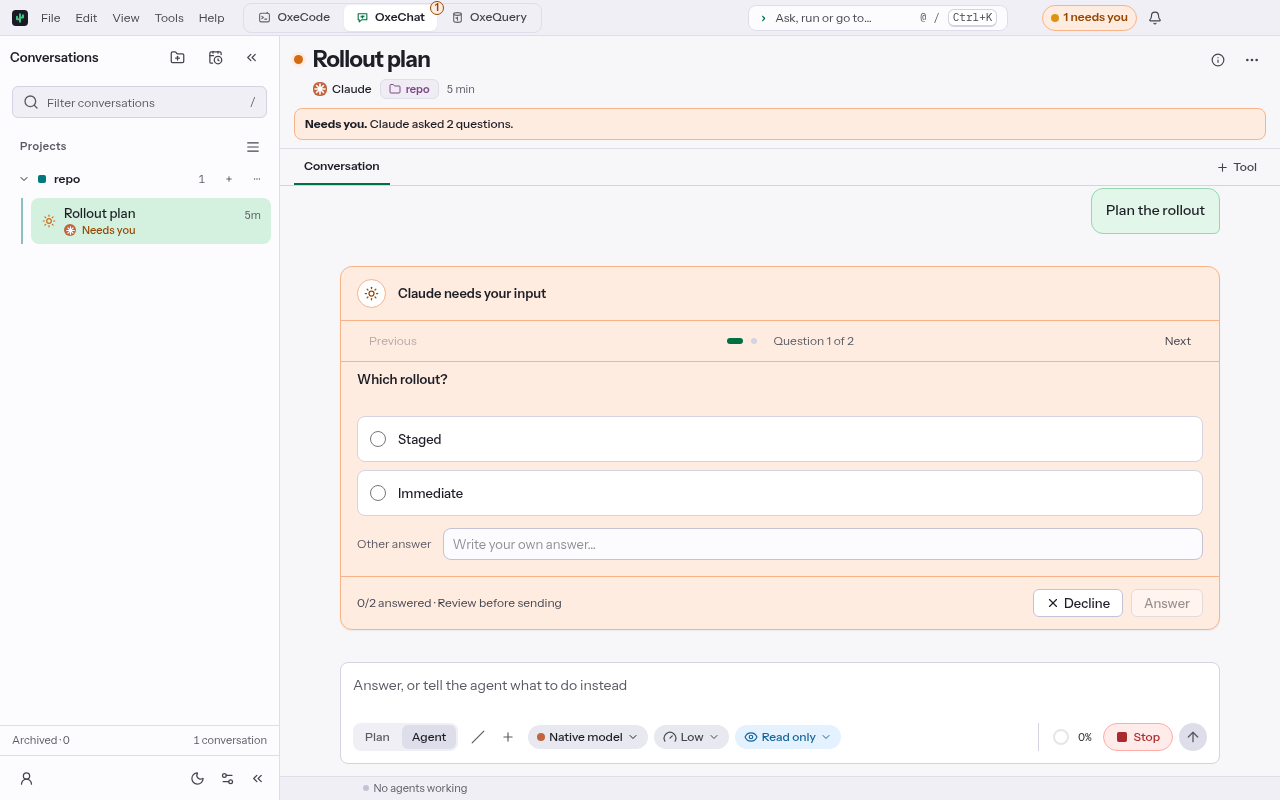 File Edit View Tools Help
OxeCode
OxeChat 1
OxeQuery
Ask, run or go to... @ / Ctrl+K
1 needs you
Conversations
Filter conversations /
Projects
repo 1 + ...
Rollout plan 5m
Needs you
Archived · 0 1 conversation
Rollout plan
Claude repo 5 min
Needs you. Claude asked 2 questions.
Conversation
+ Tool
Plan the rollout
Claude needs your input
Previous Question 1 of 2 Next
Which rollout?
Staged
Immediate
Other answer Write your own answer...
0/2 answered · Review before sending
Decline Answer
Answer, or tell the agent what to do instead
Plan Agent Native model Low Read only 0% Stop
No agents working